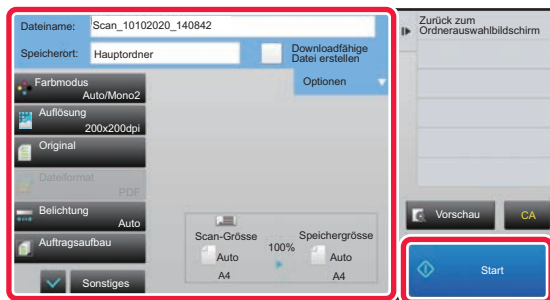 Dateiname:
Scan_10102020_140842
Speicherort:
Hauptordner
Downloadfähige
Datei erstellen
Optionen
Farbmodus
Auto/Mono2
Auflösung
200x200dpi
Original
Dateiformat
PDF
Belichtung
Auto
Auftragsaufbau
Sonstiges
Scan-Grösse
Auto
A4
100%
Speichergrösse
Auto
A4
Zurück zum
Ordnerauswahlbildschirm
Vorschau
CA
Start